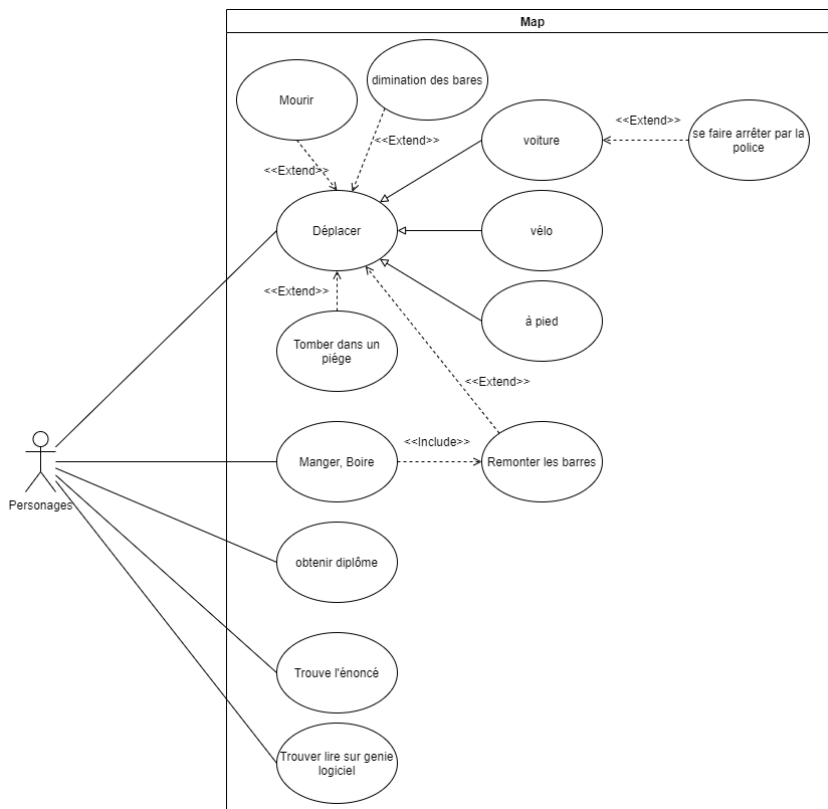 Map
Mourir
dimination des bares
<<Extend>>
<<Extend>>
voiture
<<Extend>>
se faire arrêter par la
police
Déplacer
vélo
<<Extend>>
à pied
Tomber dans un
piége
<<Extend>>
Personages
Manger, Boire
<<Include>>
Remonter les barres
obtenir diplôme
Trouve l'énoncé
Trouver lire sur genie
logiciel